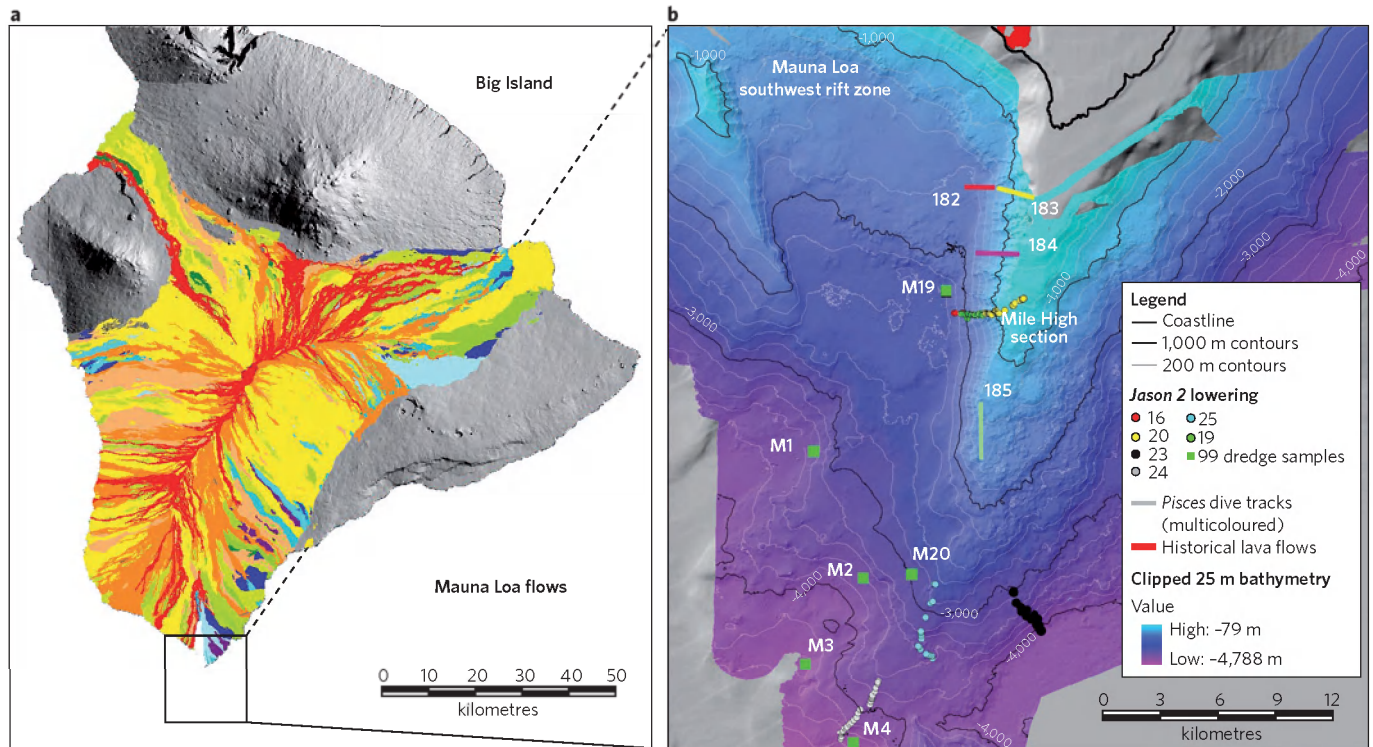 a
Big Island
Mauna Loa flows
0 10 20 30 40 50
kilometres
b
-1,000
-1,000
Mauna Loa
southwest rift zone
-2,000
-3,000
-4,000
182
183
184
M19
-1,000
Mile High
section
-3,000
185
M1
M20
M2
-4,000
-3,000
-4,000
M3
M4
-4,000
Legend
Coastline
1,000 m contours
200 m contours
Jason 2 lowering
16 25
20 19
23 99 dredge samples
24
Pisces dive tracks
(multicoloured)
Historical lava flows
Clipped 25 m bathymetry
Value
High: –79 m
Low: –4,788 m
0 3 6 9 12
kilometres